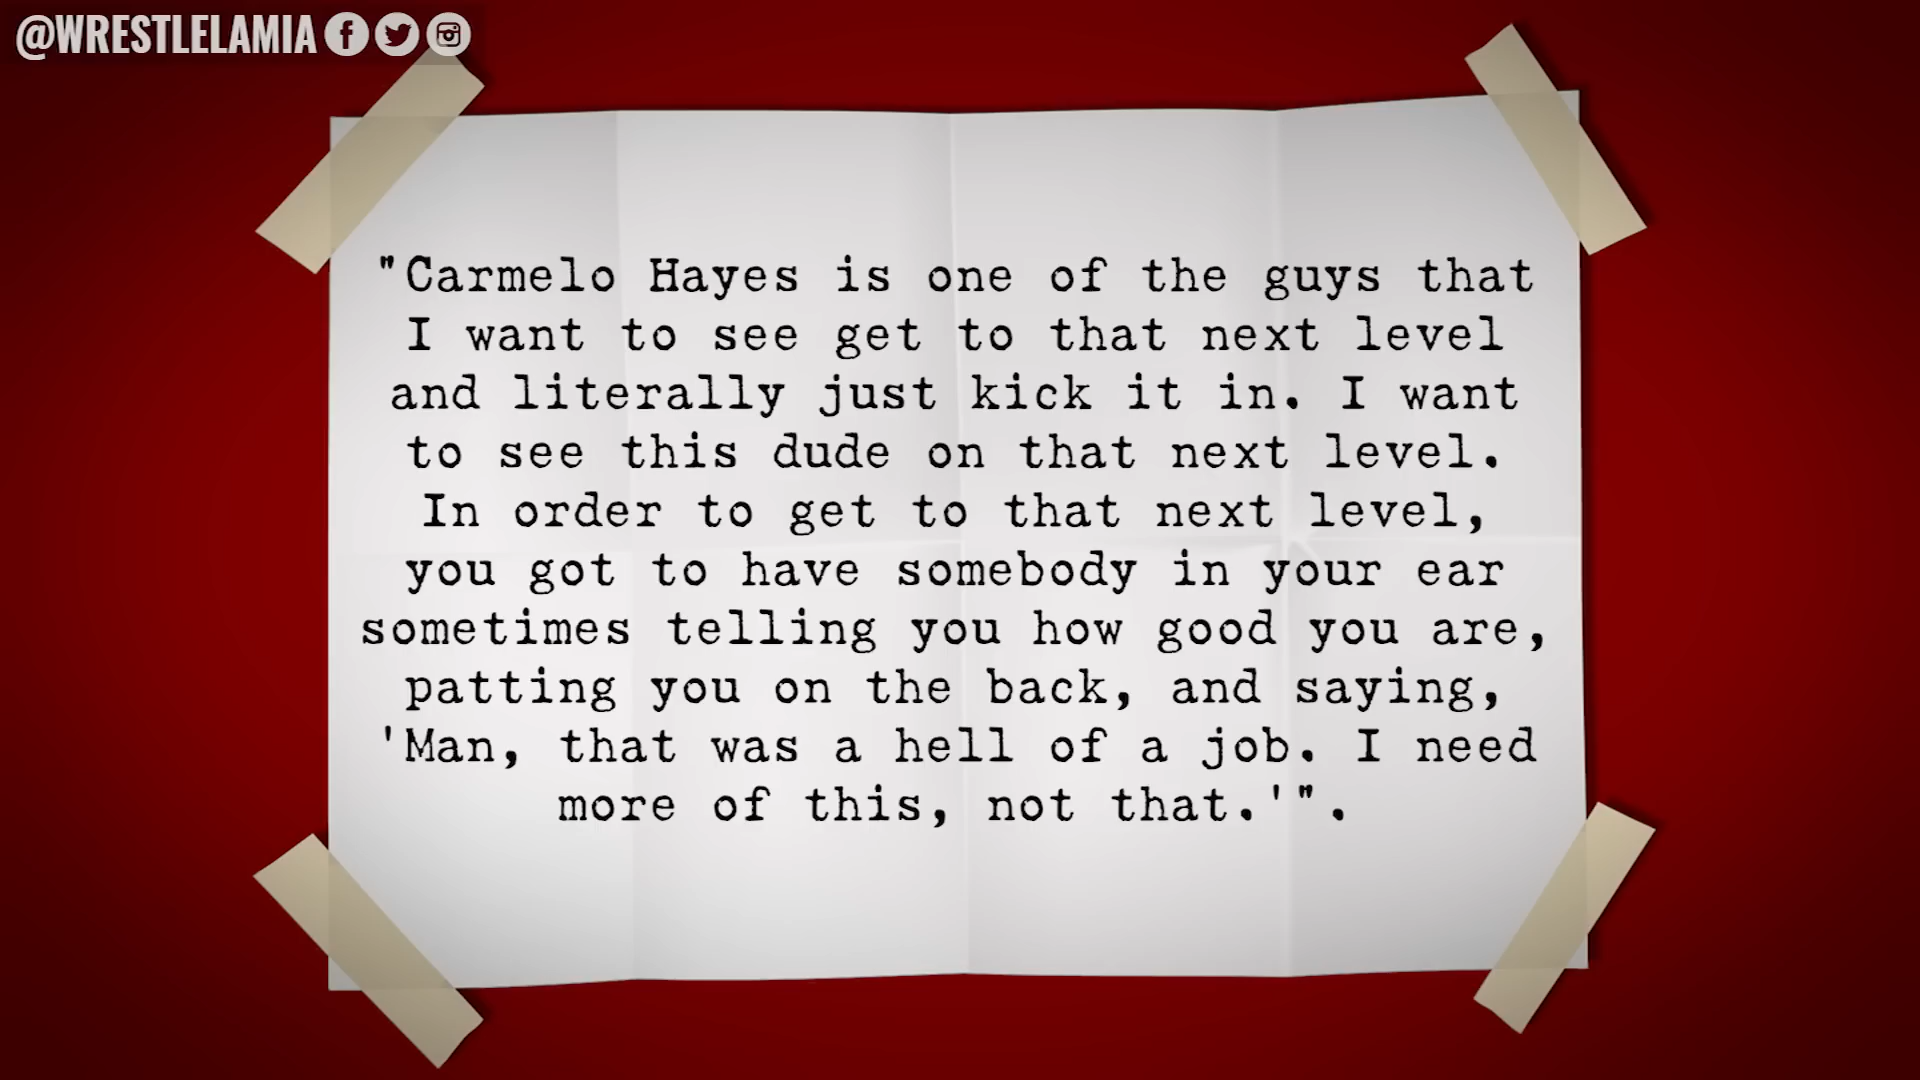 @WRESTLELAMIA
"Carmelo Hayes is one of the guys that
I want to see get to that next level
and literally just kick it in. I want
to see this dude on that next level.
In order to get to that next level,
you got to have somebody in your ear
sometimes telling you how good you are,
patting you on the back, and saying,
'Man, that was a hell of a job. I need
more of this, not that.'".